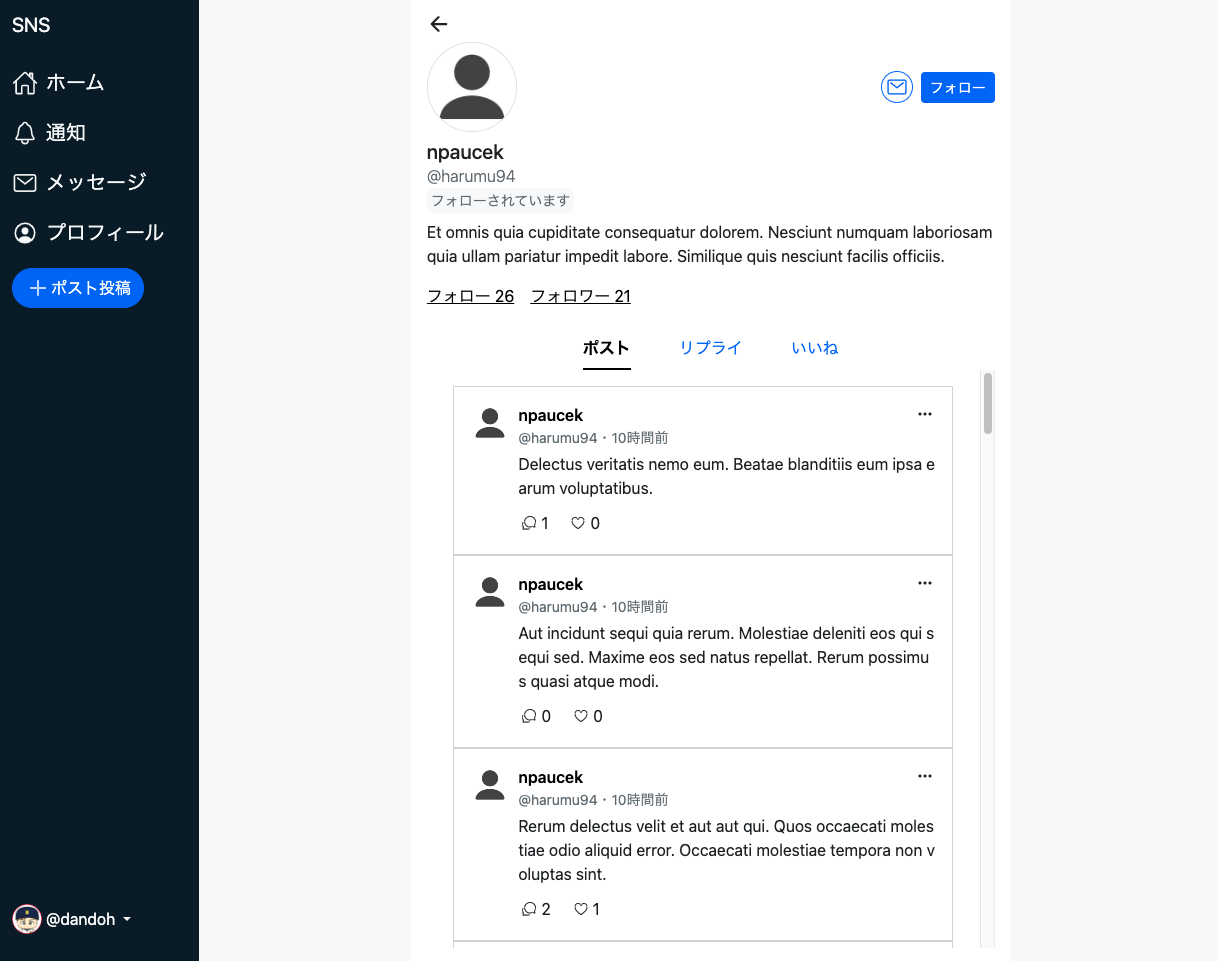 SNS
ホーム
通知
メッセージ
プロフィール
ポスト投稿
@dandoh
フォロー
npaucek
@harumu94
フォローされています
Et omnis quia cupiditate consequatur dolorem. Nesciunt numquam laboriosam
quia ullam pariatur impedit labore. Similique quis nesciunt facilis officiis.
フォロー 26 フォロワー 21
ポスト リプライ いいね
npaucek
@harumu94・10時間前
Delectus veritatis nemo eum. Beatae blanditiis eum ipsa e
arum voluptatibus.
1 0
npaucek
@harumu94・10時間前
Aut incidunt sequi quia rerum. Molestiae deleniti eos qui s
equi sed. Maxime eos sed natus repellat. Rerum possimu
s quasi atque modi.
0 0
npaucek
@harumu94・10時間前
Rerum delectus velit et aut aut qui. Quos occaecati moles
tiae odio aliquid error. Occaecati molestiae tempora non v
oluptas sint.
2 1